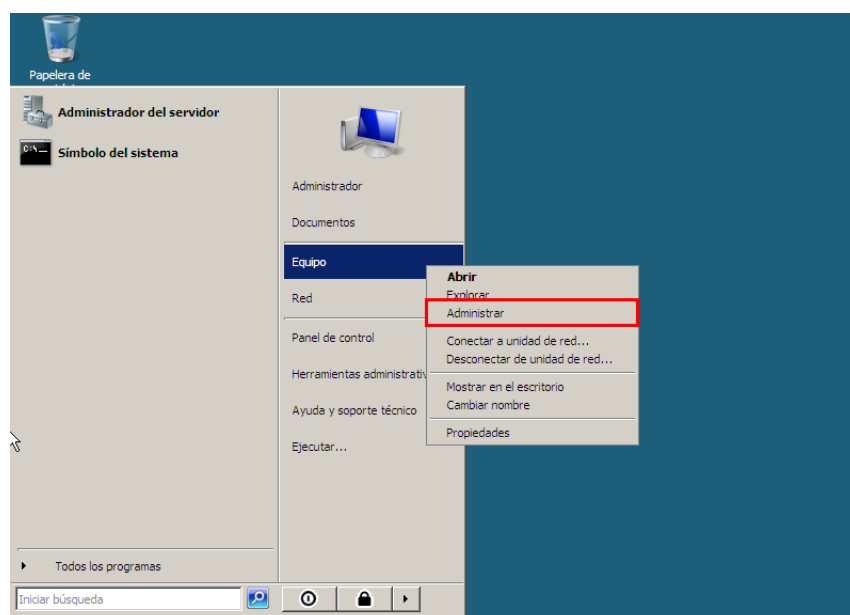 Papelera de
Administrador del servidor
Símbolo del sistema
Administrador
Documentos
Equipo
Red
Panel de control
Herramientas administrativ
Ayuda y soporte técnico
Ejecutar...
Abrir
Explorar
Administrar
Conectar a unidad de red...
Desconectar de unidad de red...
Mostrar en el escritorio
Cambiar nombre
Propiedades
Todos los programas
Iniciar búsqueda